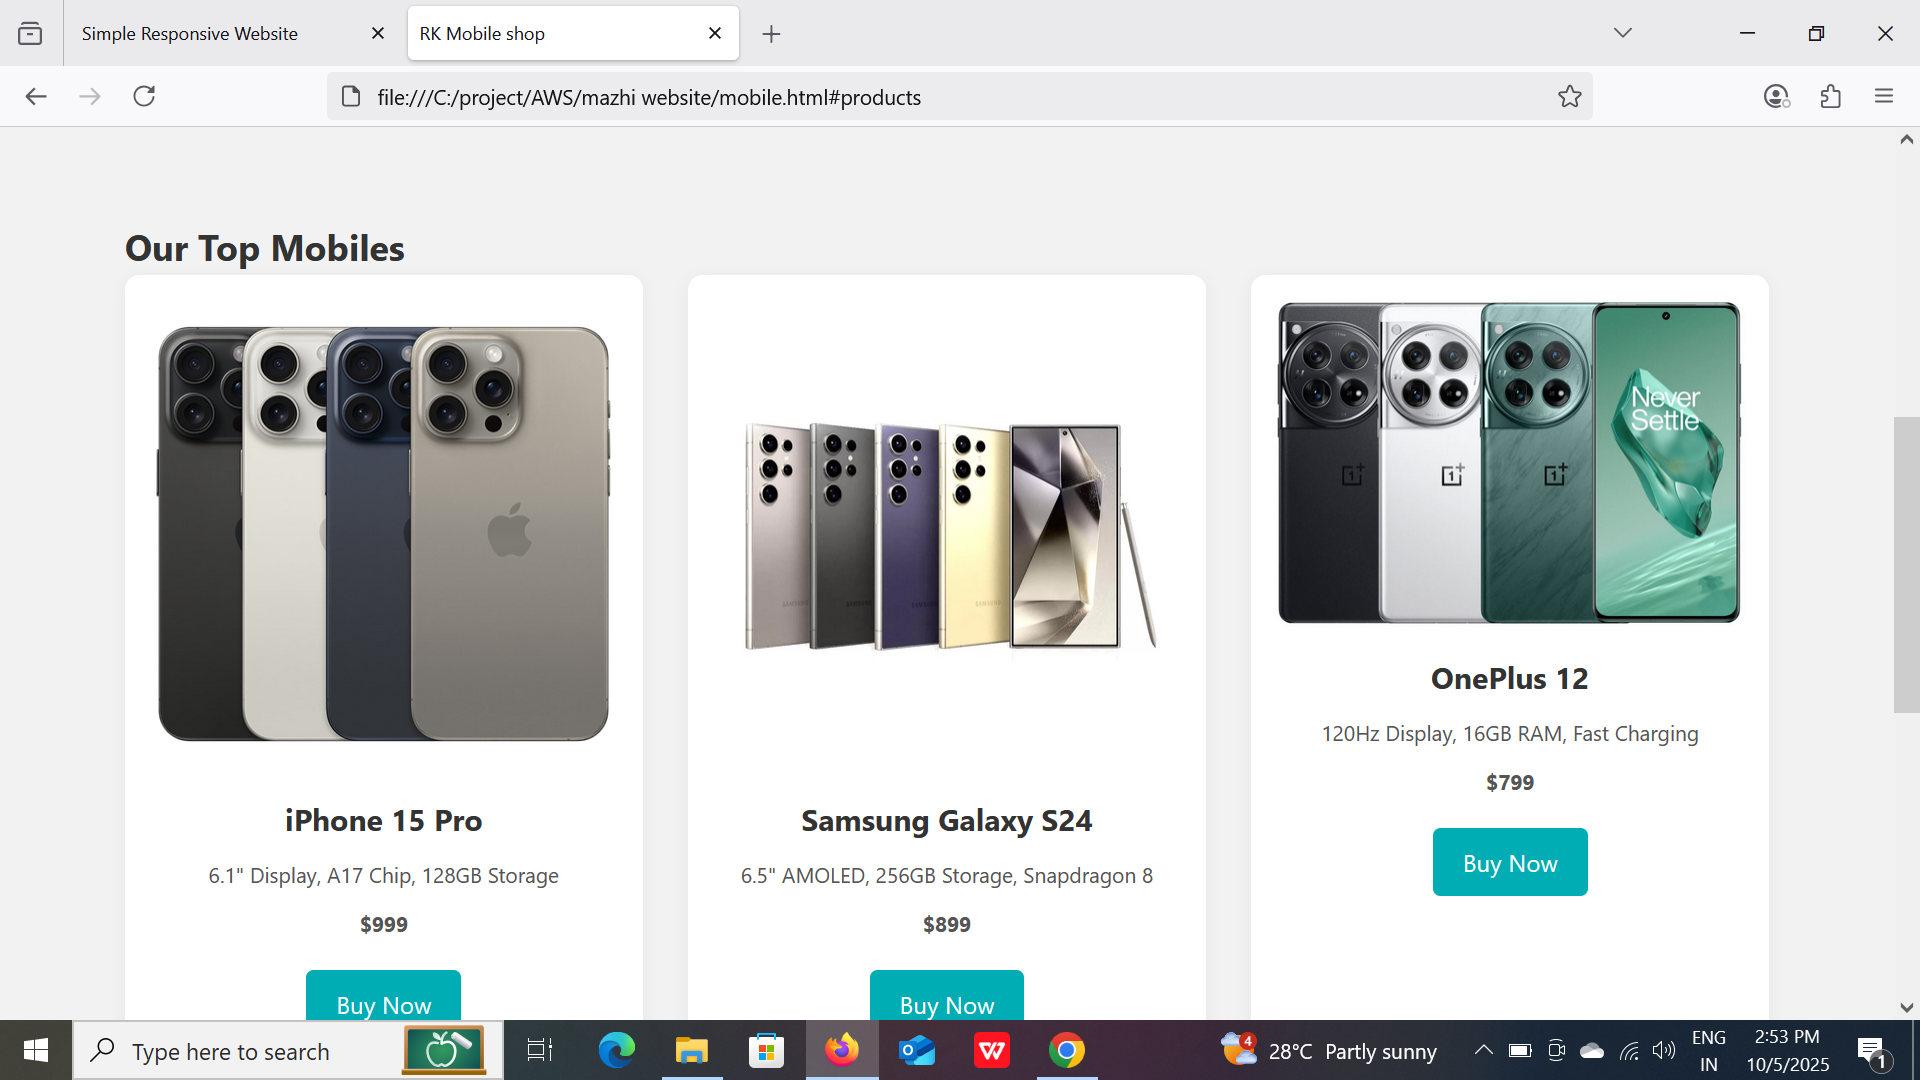 Simple Responsive Website
RK Mobile shop
file:///C:/project/AWS/mazhi website/mobile.html#products
Our Top Mobiles
Never
Settle
SAMSUNG
SAMSUNG
iPhone 15 Pro
6.1" Display, A17 Chip, 128GB Storage
$999
Buy Now
Samsung Galaxy S24
6.5" AMOLED, 256GB Storage, Snapdragon 8
$899
Buy Now
OnePlus 12
120Hz Display, 16GB RAM, Fast Charging
$799
Buy Now
Type here to search
4
28°C Partly sunny
ENG
IN
2:53 PM
10/5/2025
1